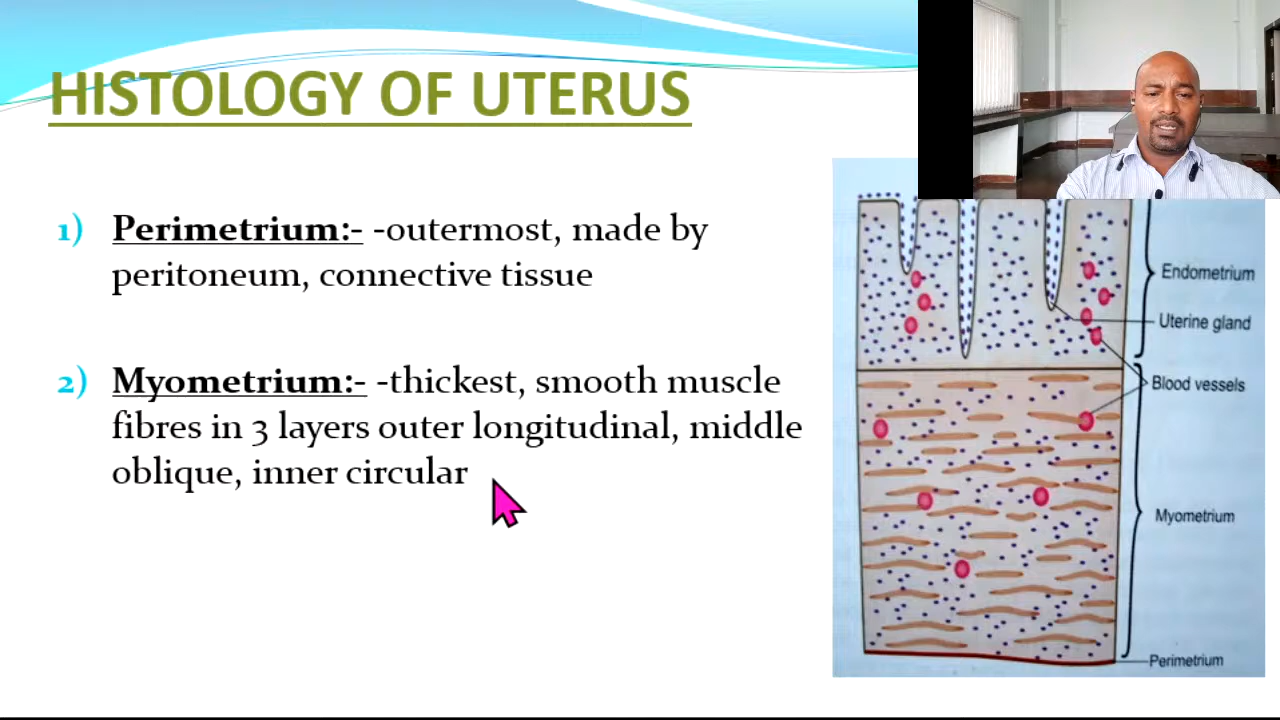 HISTOLOGY OF UTERUS
1) Perimetrium:- -outermost, made by
peritoneum, connective tissue
2) Myometrium:- -thickest, smooth muscle
fibres in 3 layers outer longitudinal, middle
oblique, inner circular
Endometrium
Uterine gland
Blood vessels
Myometrium
Perimetrium